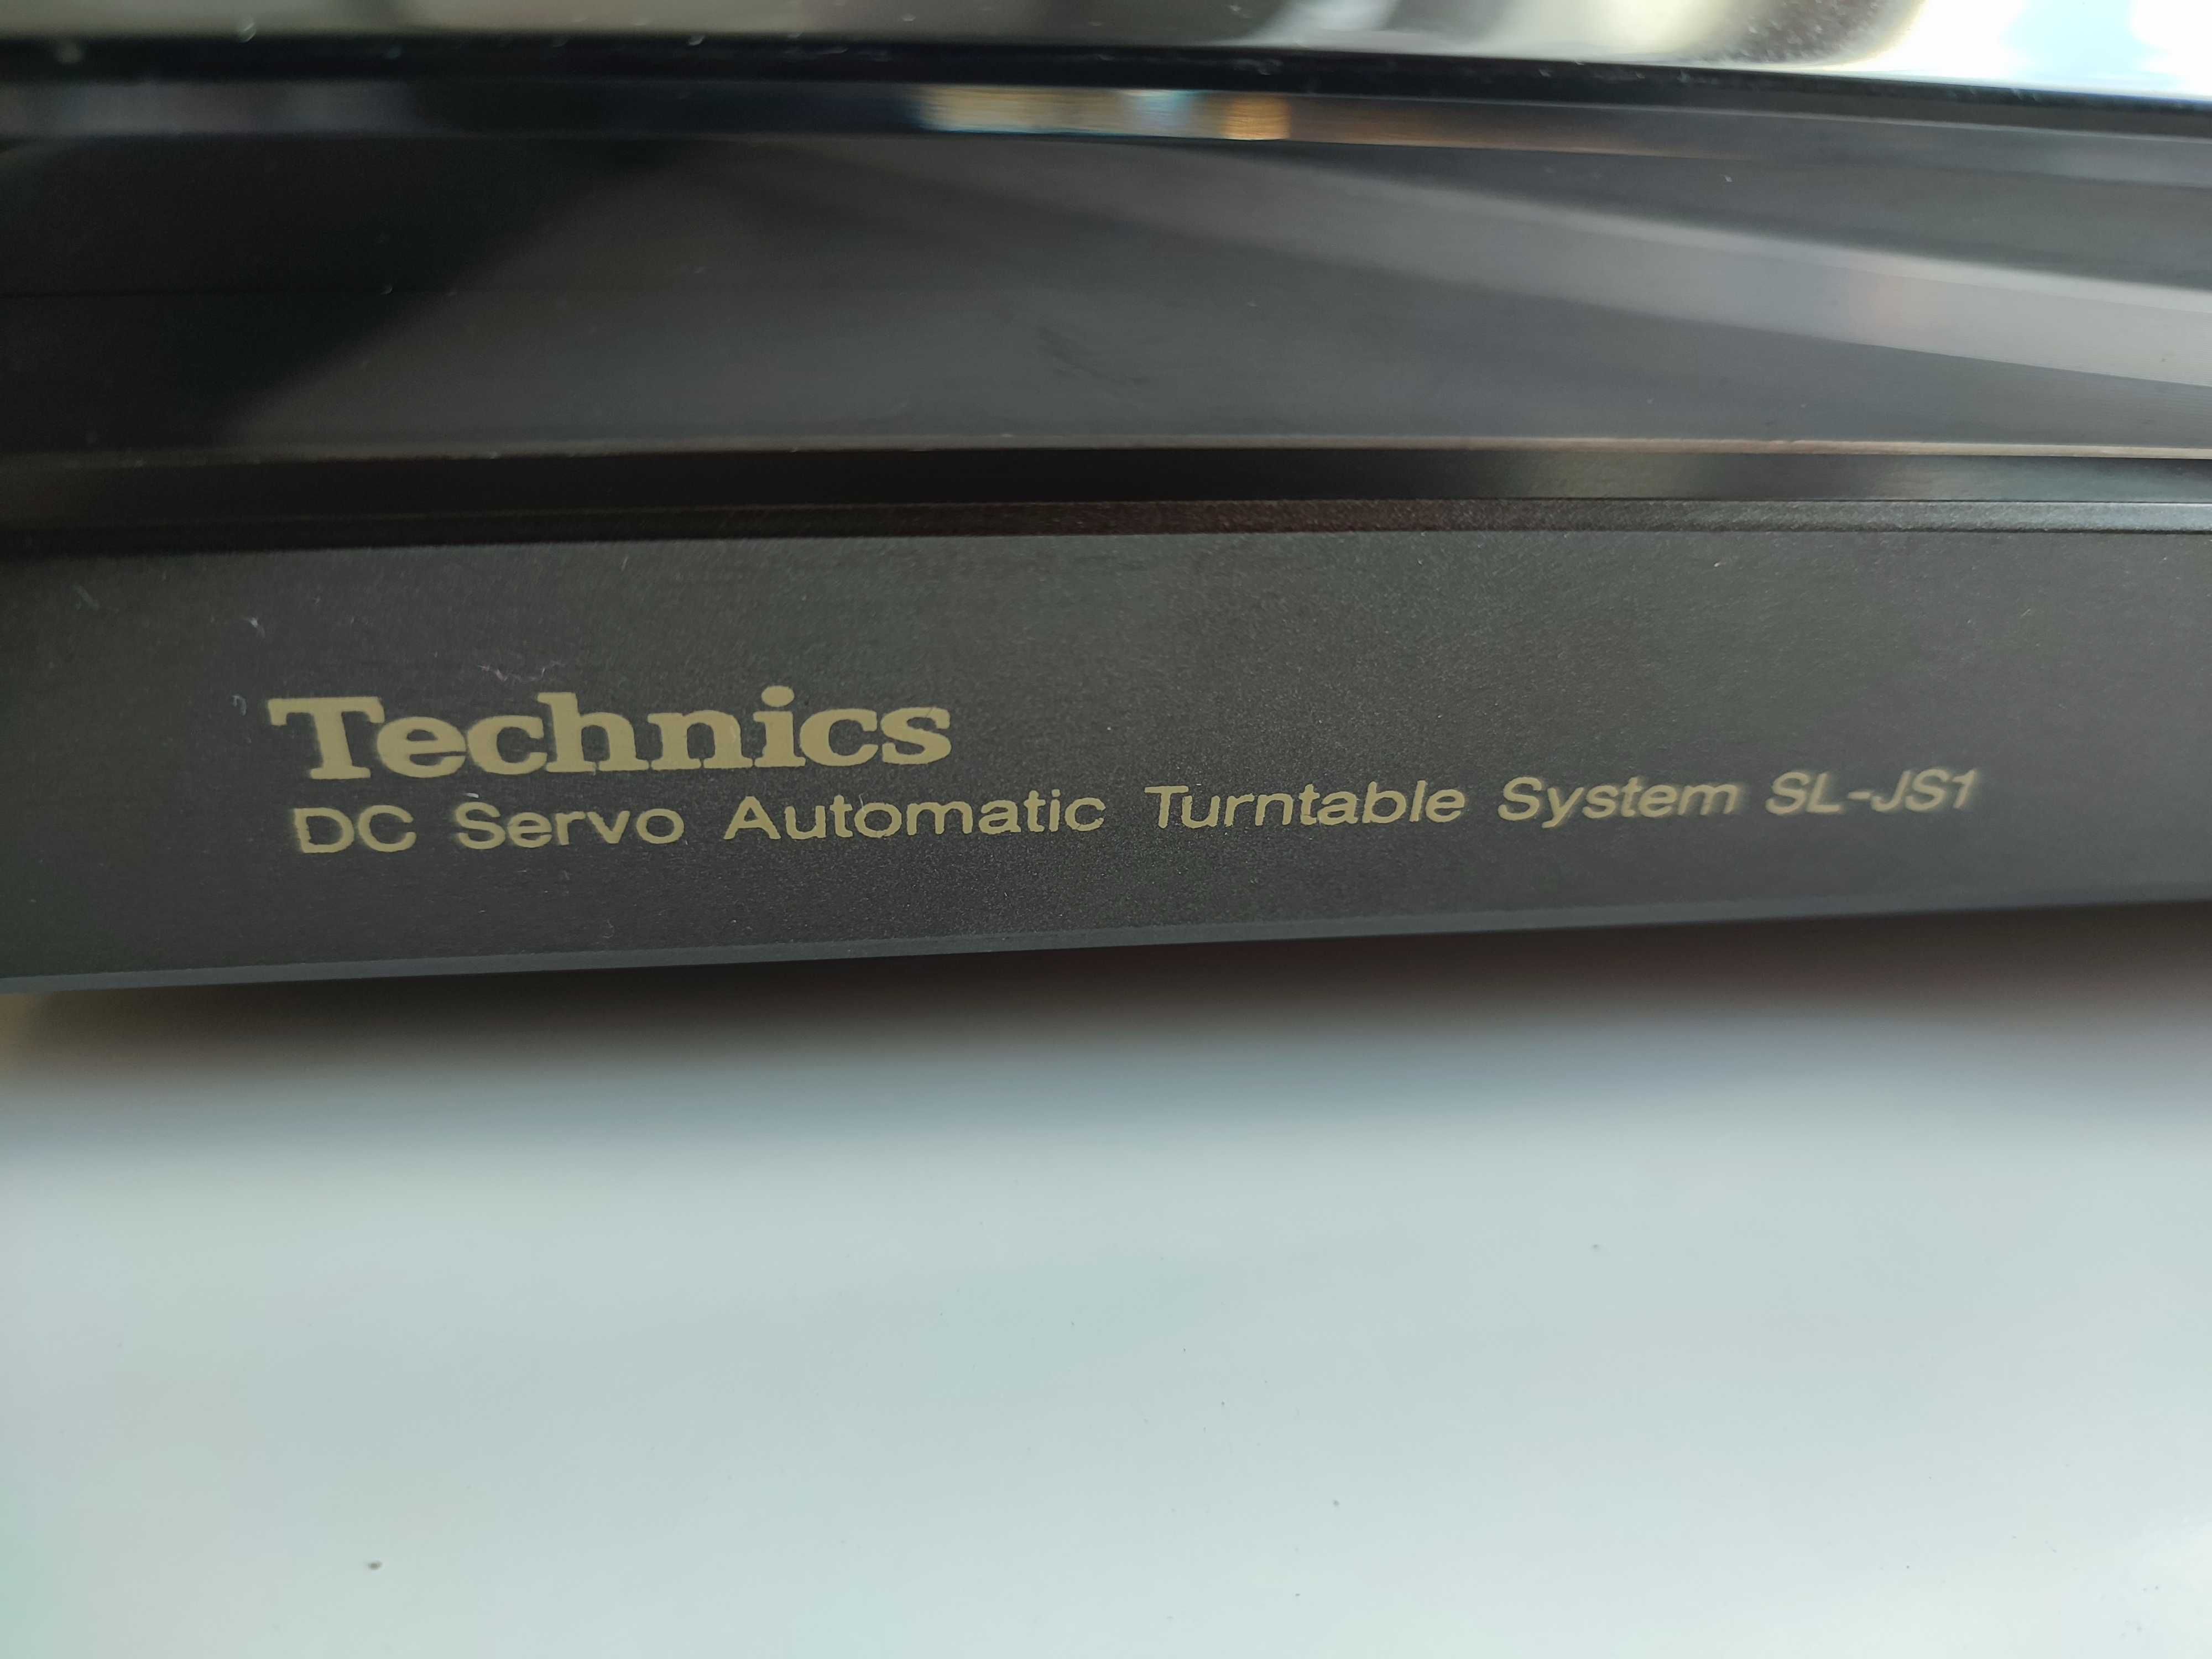 Technics
DC Servo Automatic Turntable System SL-JS1